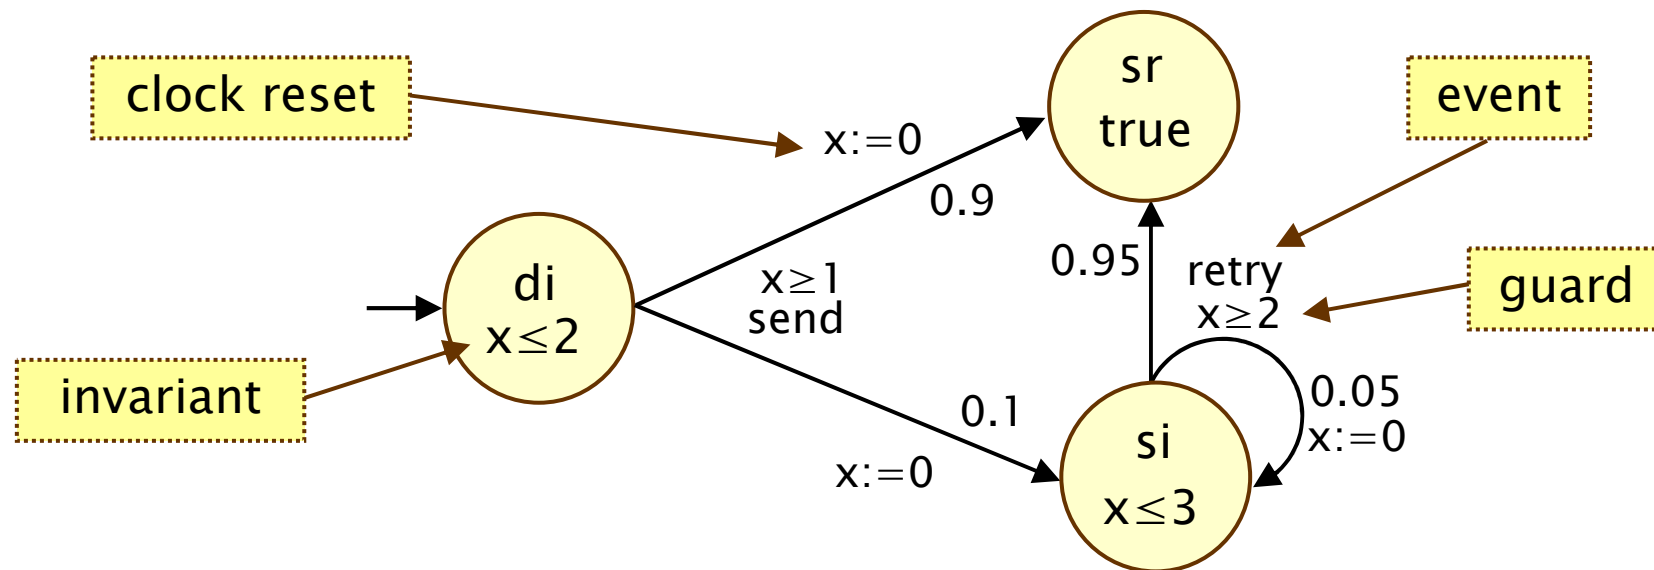 clock reset
x:=0
sr
true
event
0.9
0.95
retry
x≥2
guard
di
x≤2
x≥1
send
invariant
0.1
x:=0
0.05
x:=0
si
x≤3